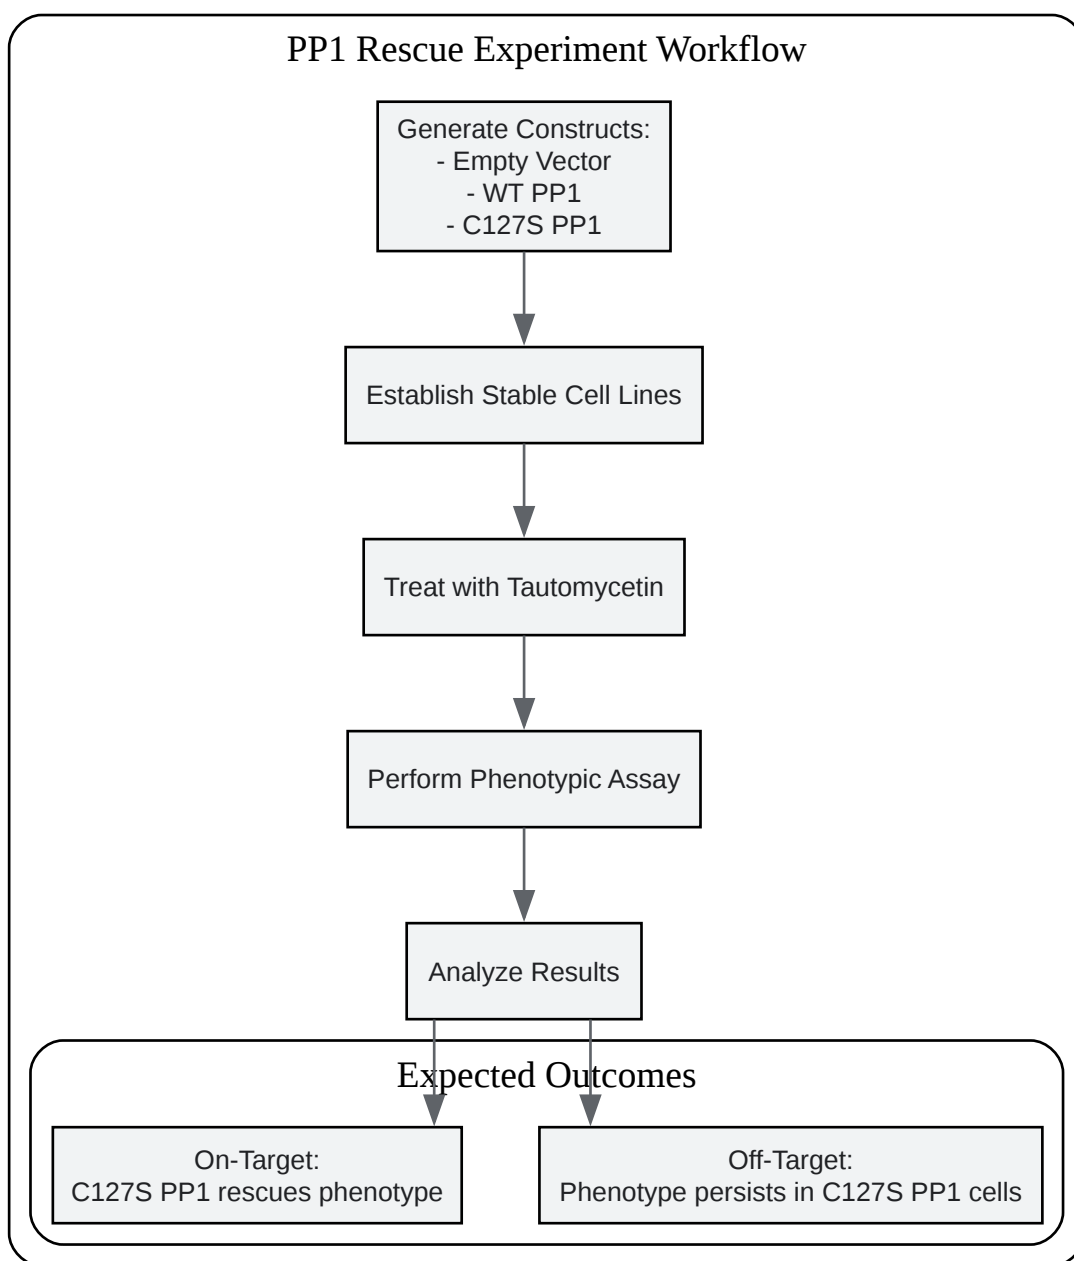 PP1 Rescue Experiment Workflow
Generate Constructs:
- Empty Vector
- WT PP1
- C127S PP1
Establish Stable Cell Lines
Treat with Tautomycetin
Perform Phenotypic Assay
Analyze Results
Expected Outcomes
On-Target:
C127S PP1 rescues phenotype
Off-Target:
Phenotype persists in C127S PP1 cells